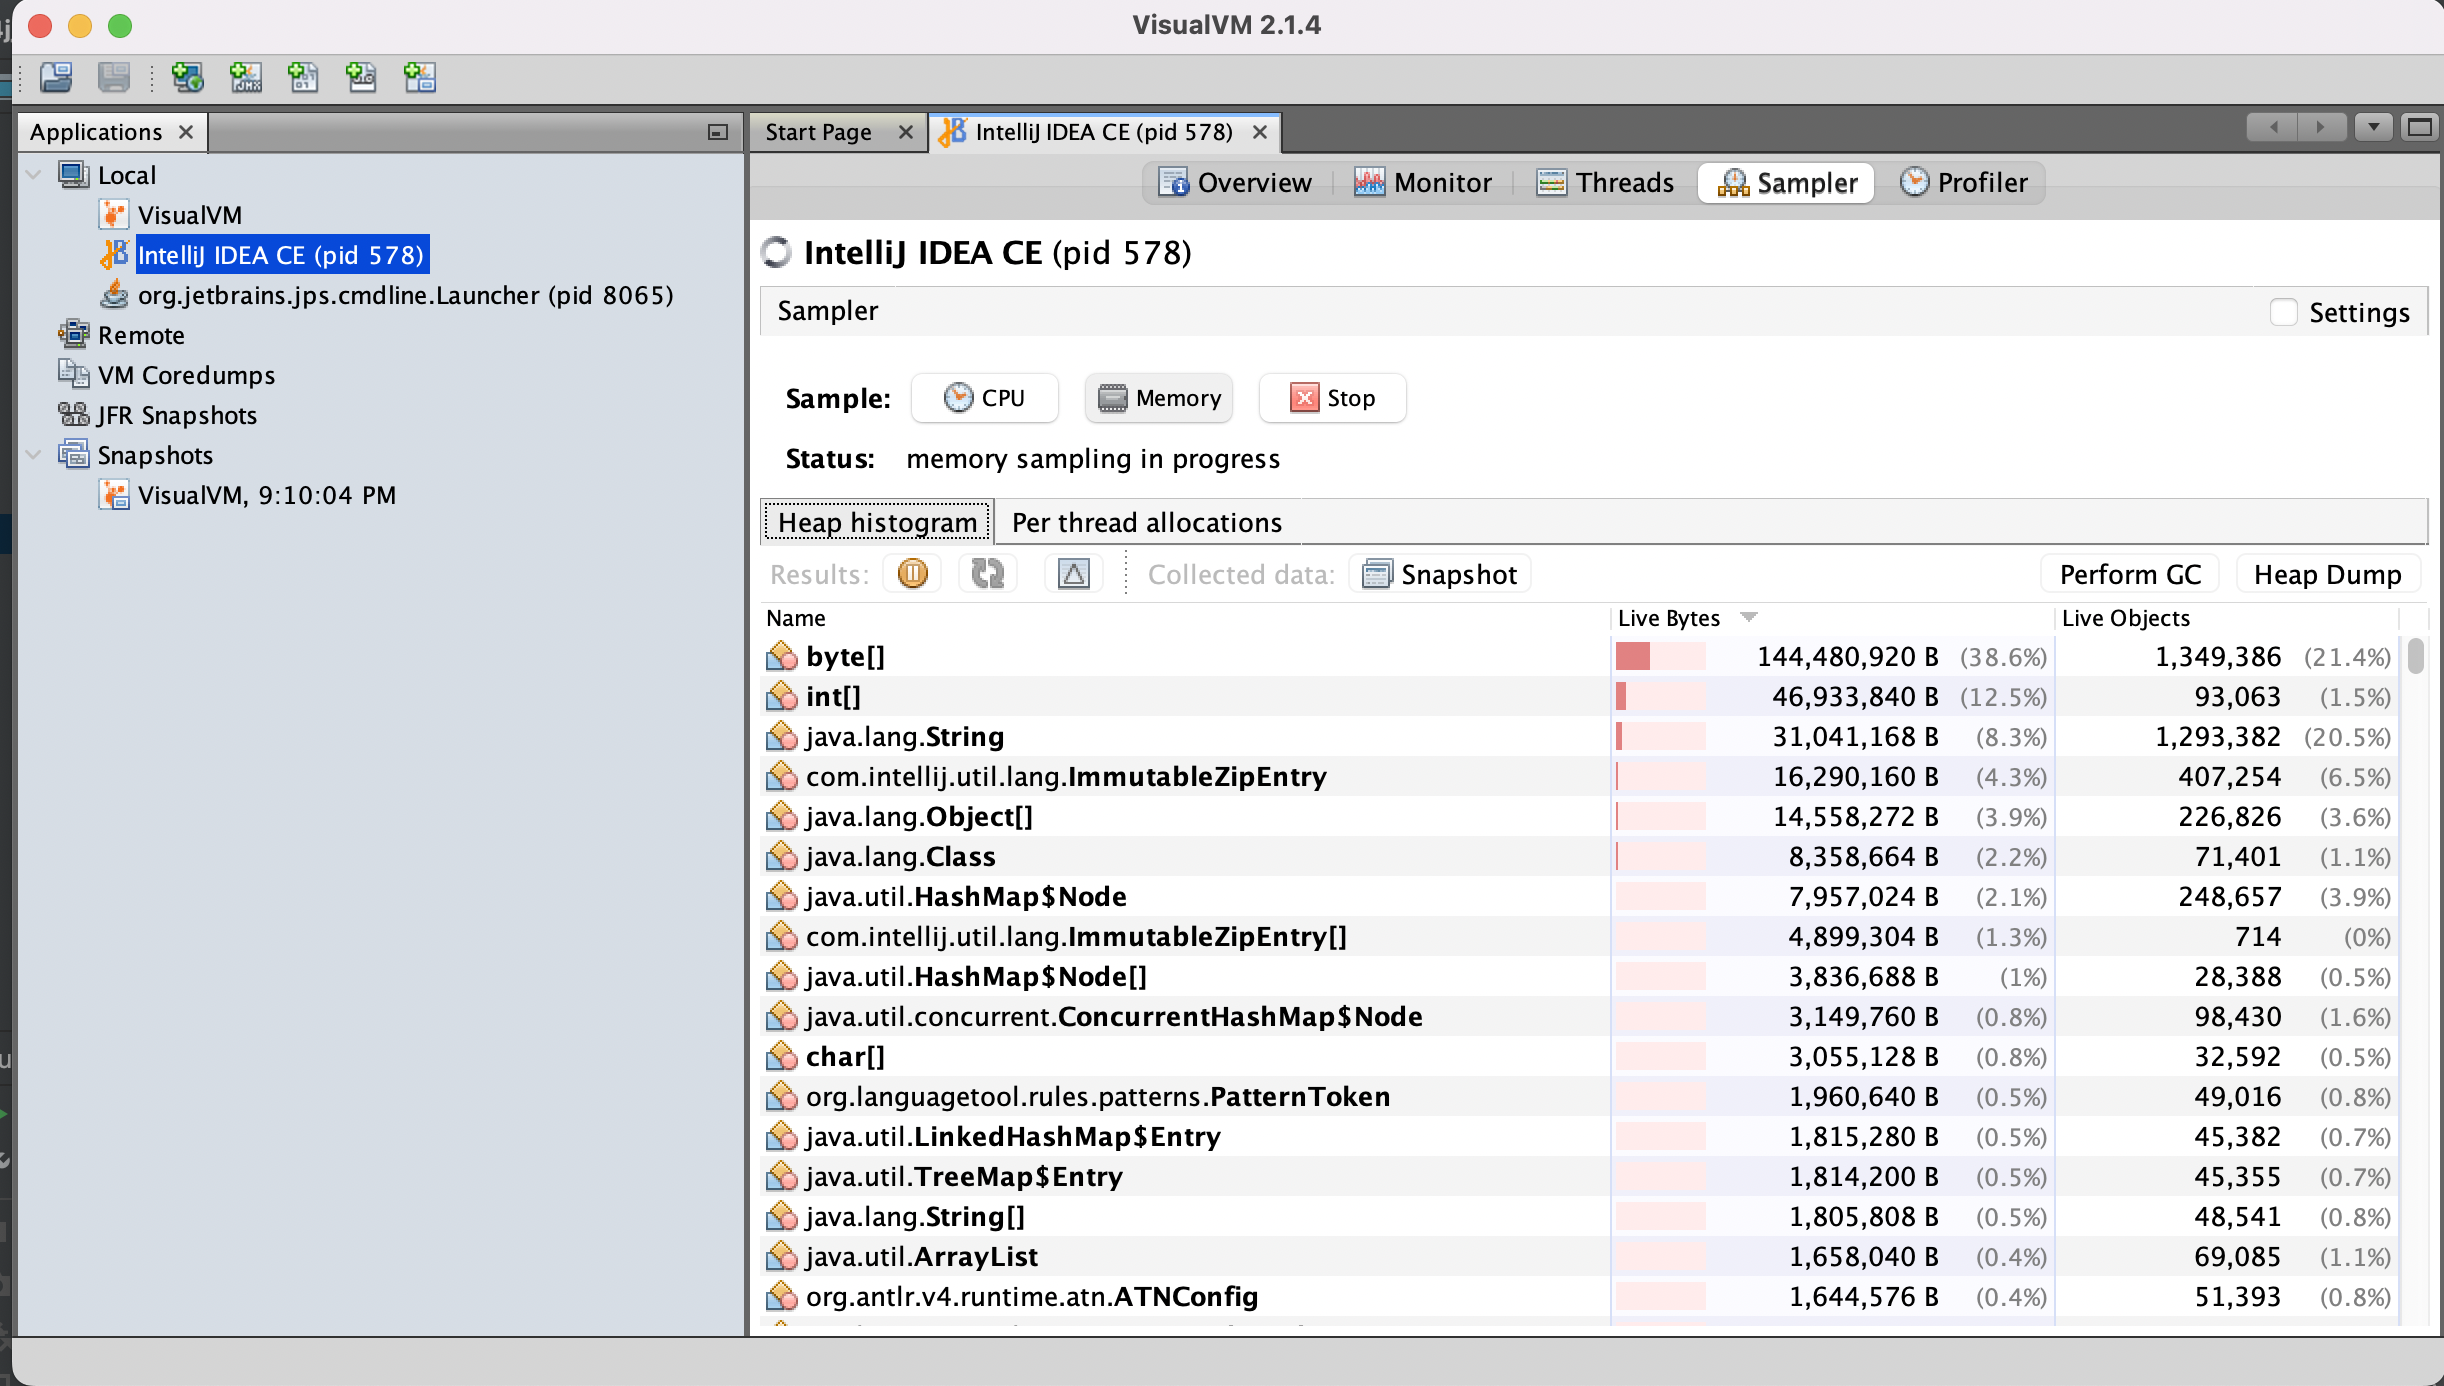 VisualVM 2.1.4
Applications
Start Page
IntelliJ IDEA CE (pid 578)
Local
VisualVM
IntelliJ IDEA CE (pid 578)
org.jetbrains.jps.cmdline.Launcher (pid 8065)
Remote
VM Coredumps
JFR Snapshots
Snapshots
VisualVM, 9:10:04 PM
Overview Monitor Threads Sampler Profiler
IntelliJ IDEA CE (pid 578)
Sampler Settings
Sample: CPU Memory Stop
Status: memory sampling in progress
Heap histogram Per thread allocations
Results: Collected data: Snapshot Perform GC Heap Dump
Name Live Bytes Live Objects
byte[] 144,480,920 B (38.6%) 1,349,386 (21.4%)
int[] 46,933,840 B (12.5%) 93,063 (1.5%)
java.lang.String 31,041,168 B (8.3%) 1,293,382 (20.5%)
com.intellij.util.lang.ImmutableZipEntry 16,290,160 B (4.3%) 407,254 (6.5%)
java.lang.Object[] 14,558,272 B (3.9%) 226,826 (3.6%)
java.lang.Class 8,358,664 B (2.2%) 71,401 (1.1%)
java.util.HashMap$Node 7,957,024 B (2.1%) 248,657 (3.9%)
com.intellij.util.lang.ImmutableZipEntry[] 4,899,304 B (1.3%) 714 (0%)
java.util.HashMap$Node[] 3,836,688 B (1%) 28,388 (0.5%)
java.util.concurrent.ConcurrentHashMap$Node 3,149,760 B (0.8%) 98,430 (1.6%)
char[] 3,055,128 B (0.8%) 32,592 (0.5%)
org.languagetool.rules.patterns.PatternToken 1,960,640 B (0.5%) 49,016 (0.8%)
java.util.LinkedHashMap$Entry 1,815,280 B (0.5%) 45,382 (0.7%)
java.util.TreeMap$Entry 1,814,200 B (0.5%) 45,355 (0.7%)
java.lang.String[] 1,805,808 B (0.5%) 48,541 (0.8%)
java.util.ArrayList 1,658,040 B (0.4%) 69,085 (1.1%)
org.antlr.v4.runtime.atn.ATNConfig 1,644,576 B (0.4%) 51,393 (0.8%)